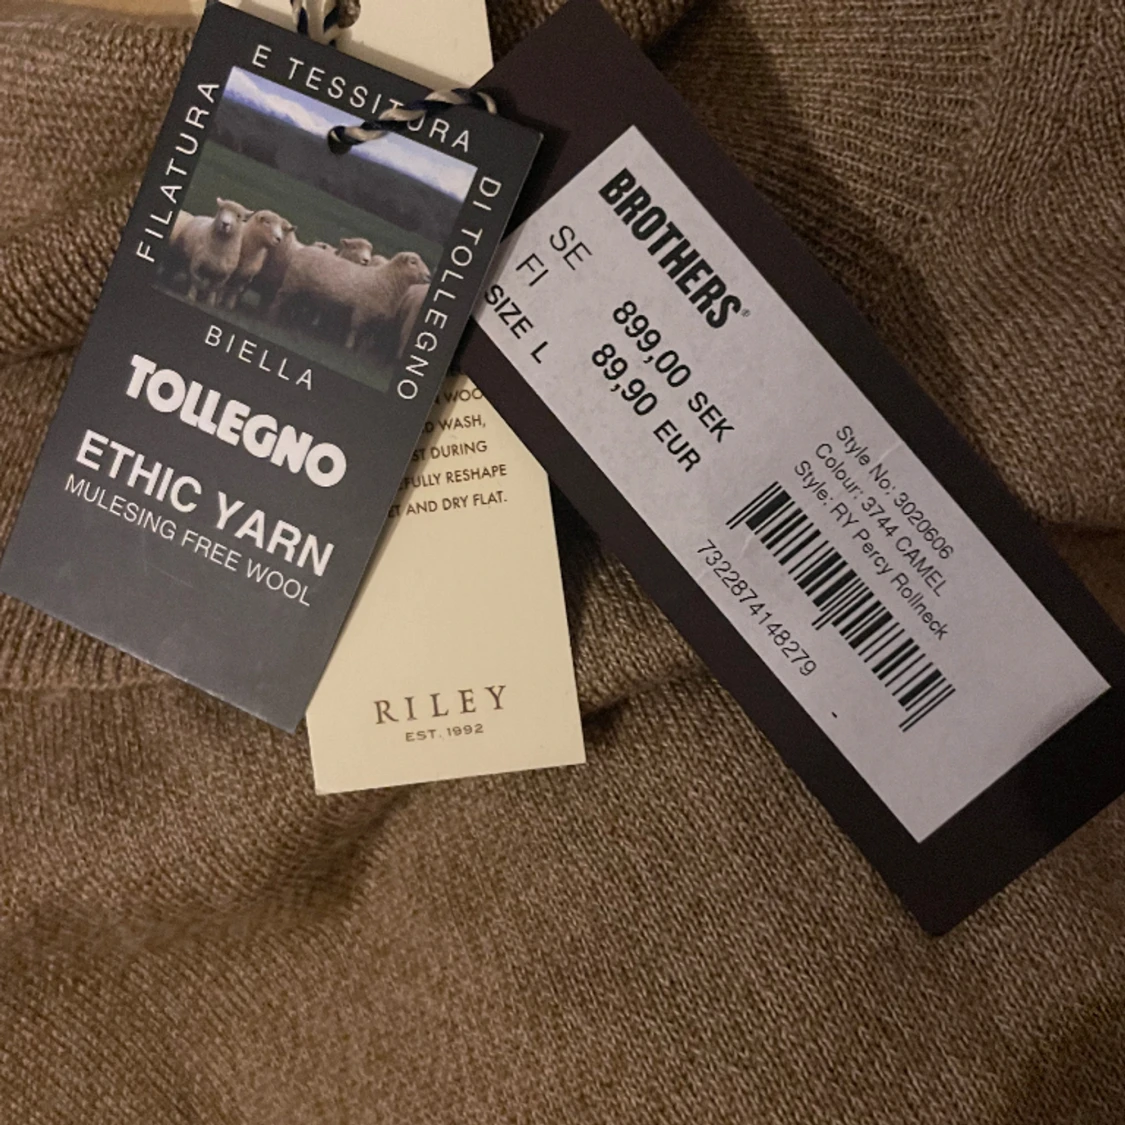 FILATURA
E TESSITURA
DI TOLLEGNO
BIELLA
TOLLEGNO
ETHIC YARN
MULESING FREE WOOL
WASH,
DURING
RESHAPE
AND DRY FLAT.
RILEY
EST. 1992
BROTHERS®
SE 899,00 SEK
FI 89,90 EUR
SIZE L
Style No: 3020606
Colour: 3744 CAMEL
Style: RY Percy Rollneck
7322874148279